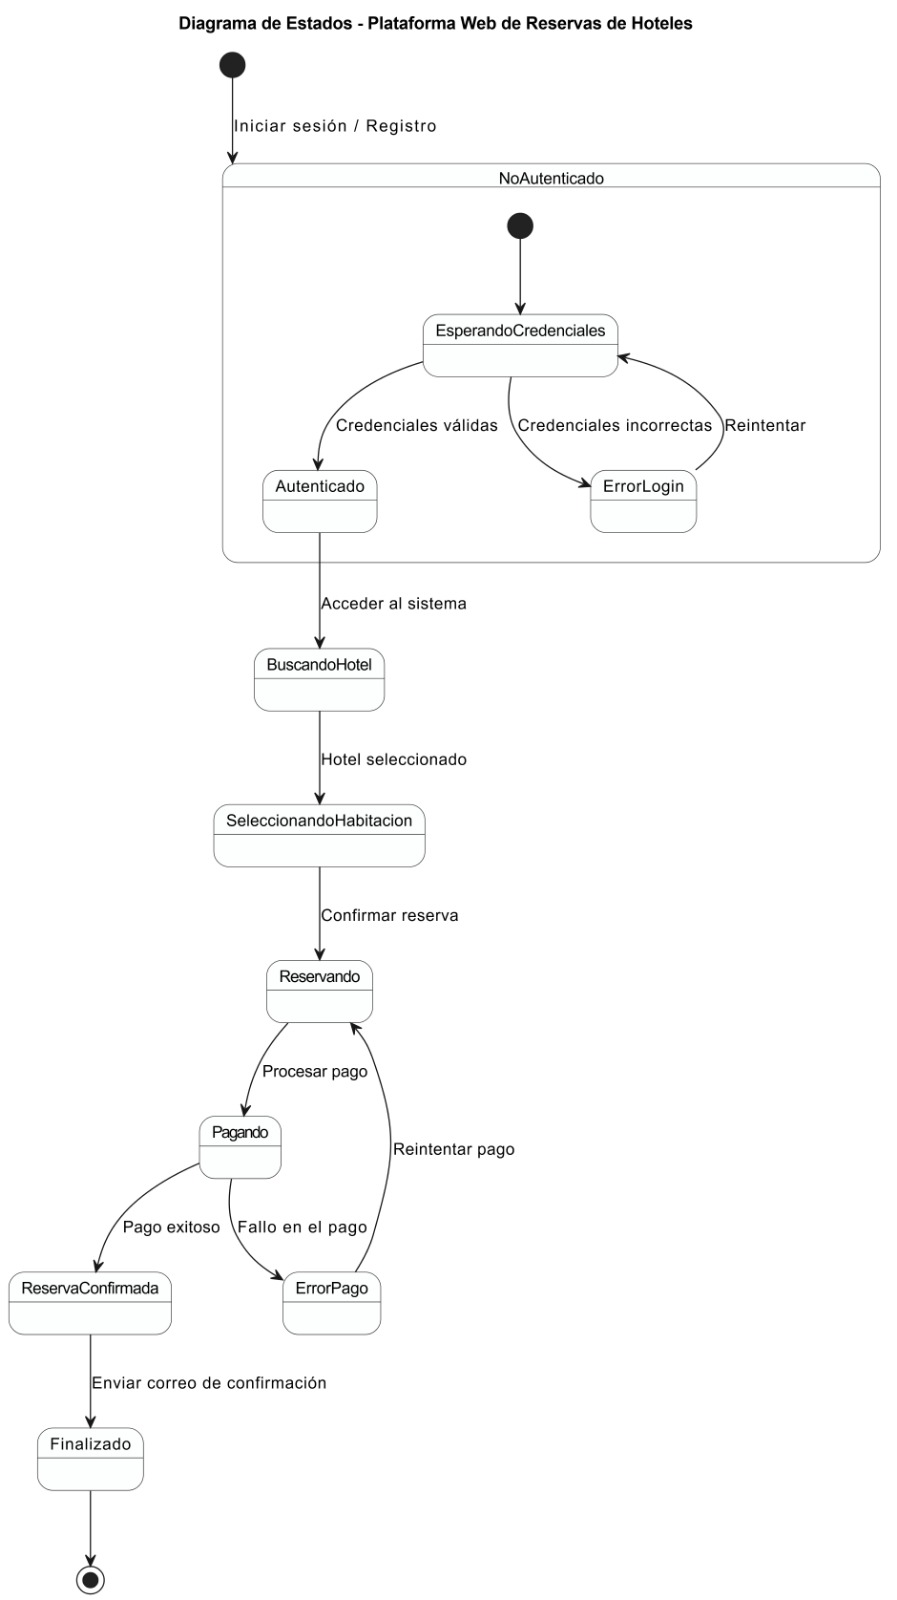 Diagrama de Estados - Plataforma Web de Reservas de Hoteles
Iniciar sesión / Registro
NoAutenticado
EsperandoCredenciales
Credenciales válidas
Credenciales incorrectas
Reintentar
Autenticado
ErrorLogin
Acceder al sistema
BuscandoHotel
Hotel seleccionado
SeleccionandoHabitacion
Confirmar reserva
Reservando
Procesar pago
Pagando
Reintentar pago
Pago exitoso
Fallo en el pago
ReservaConfirmada
ErrorPago
Enviar correo de confirmación
Finalizado